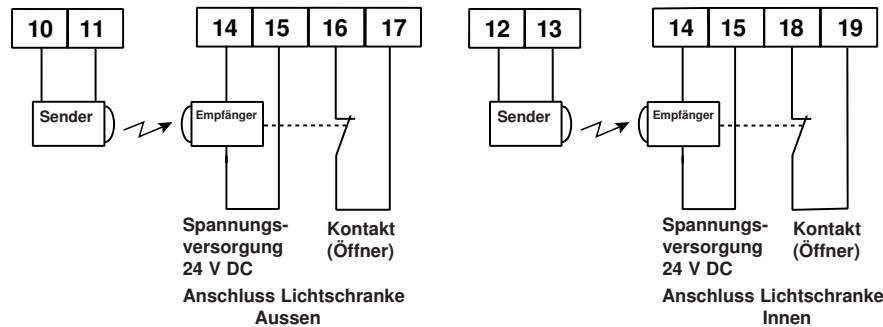 10 11 14 15 16 17
Sender
Empfänger
Spannungs-
versorgung
24 V DC
Kontakt
(Öffner)
Anschluss Lichtschranke
Aussen
12 13 14 15 18 19
Sender
Empfänger
Spannungs-
versorgung
24 V DC
Kontakt
(Öffner)
Anschluss Lichtschranke
Innen